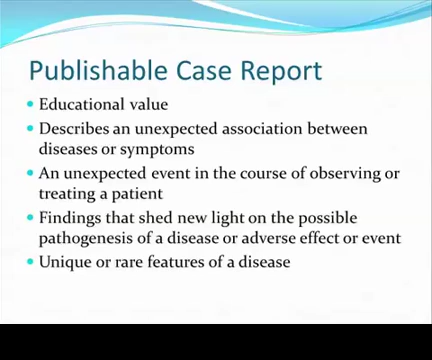 Publishable Case Report
• Educational value
• Describes an unexpected association between
diseases or symptoms
• An unexpected event in the course of observing or
treating a patient
• Findings that shed new light on the possible
pathogenesis of a disease or adverse effect or event
• Unique or rare features of a disease